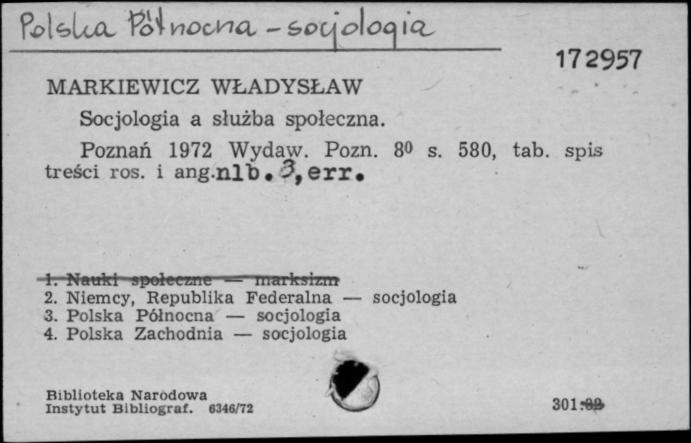 Polska Północna – socjologia
172957
MARKIEWICZ WŁADYSŁAW
Socjologia a służba społeczna.
Poznań 1972 Wydaw. Pozn. 8⁰ s. 580, tab. spis
treści ros. i ang.nlb.3,err.
1. Nauki społeczne — marksizm
2. Niemcy, Republika Federalna — socjologia
3. Polska Północna — socjologia
4. Polska Zachodnia — socjologia
Biblioteka Narodowa
Instytut Bibliograf. 6346/72
301: